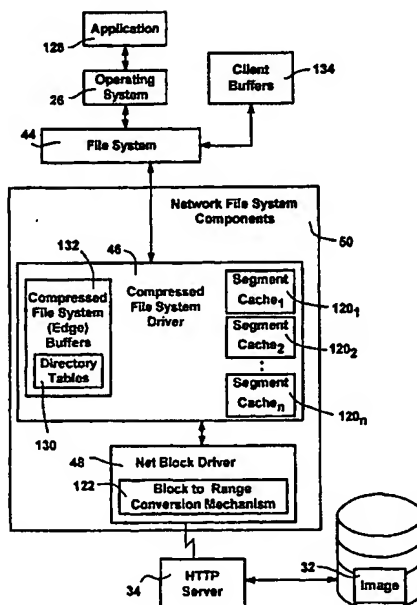 Application
128
Operating
System
26
Client
Buffers
134
44
File System
Network File System
Components
50
132
46
Compressed
File System
(Edge)
Buffers
Directory
Tables
130
Compressed
File System
Driver
Segment
Cache1
1201
Segment
Cache2
1202
Segment
Cachen
120n
48
Net Block Driver
122
Block to Range
Conversion Mechanism
34
HTTP
Server
32
Image